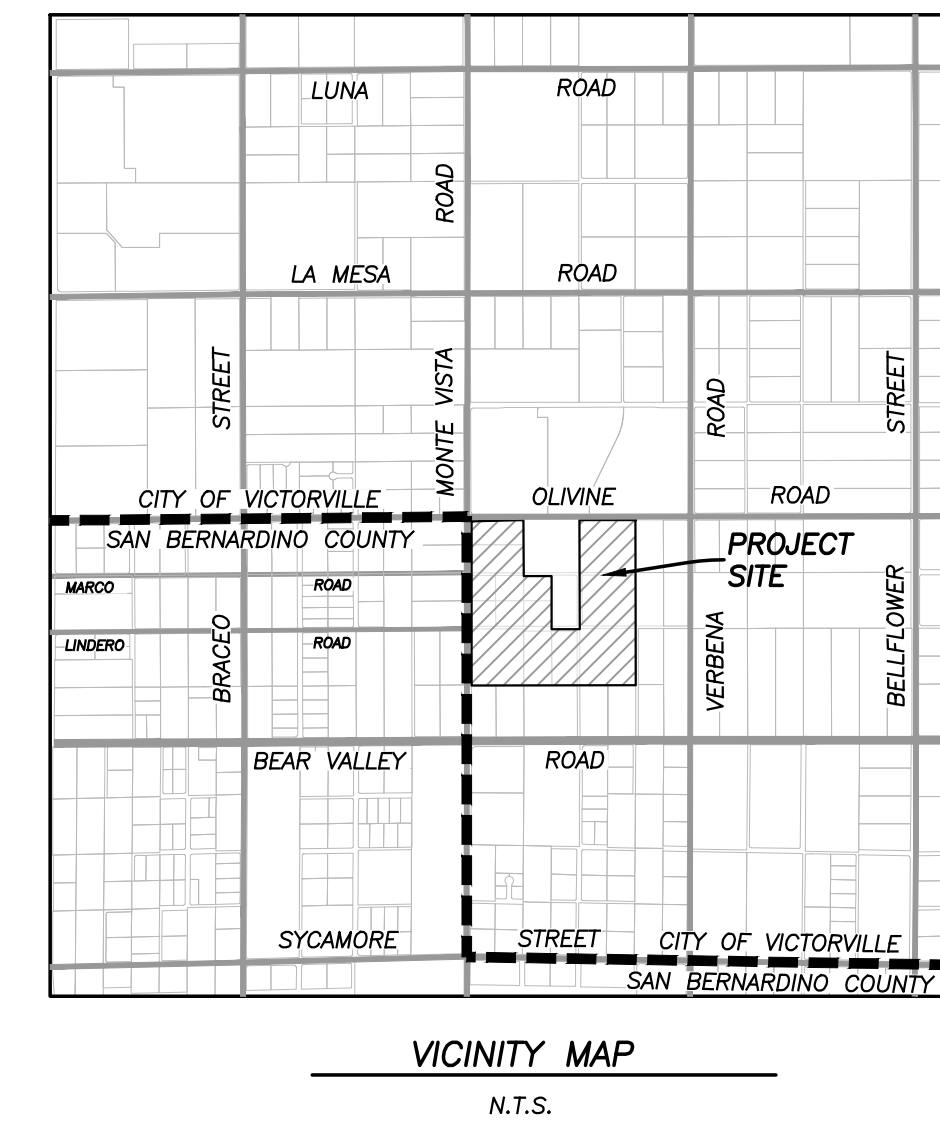 LUNA ROAD
ROAD
LA MESA ROAD
STREET
MONTE VISTA
ROAD
STREET
CITY OF VICTORVILLE
OLIVINE ROAD
SAN BERNARDINO COUNTY
PROJECT
SITE
MARCO ROAD
LINDERO ROAD
BRACEO
VERBENA
BELLFLOWER
BEAR VALLEY ROAD
SYCAMORE STREET
CITY OF VICTORVILLE
SAN BERNARDINO COUNTY
VICINITY MAP
N.T.S.